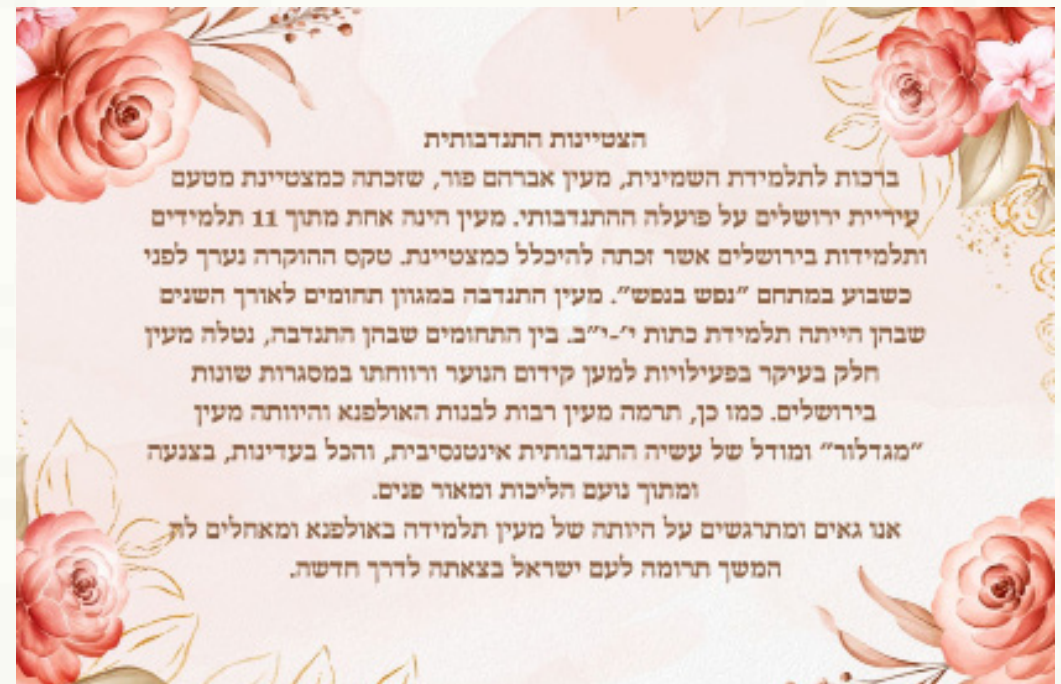 הצטיינות התנדבותית
ברכות לתלמידת השמינית, מעין אברהם פור, שזכתה כמצטיינת מטעם
עיריית ירושלים על פועלה ההתנדבותי. מעין הינה אחת מתוך 11 תלמידים
ותלמידות בירושלים אשר זכתה להיכלל כמצטיינת. טקס ההוקרה נערך לפני
כשבוע במתחם "נפש בנפש". מעין התנדבה במגוון תחומים לאורך השנים
שבהן הייתה תלמידת כתות י'-י"ב. בין התחומים שבהן התנדבה, נטלה מעין
חלק בעיקר בפעילויות למען קידום הנוער ורווחתו במסגרות שונות
בירושלים. כמו כן, תרמה מעין רבות לבנות האולפנא והיוותה מעין
"מגדלור" ומודל של עשיה התנדבותית אינטנסיבית, והכל בעדינות, בצנעה
ומתוך נועם הליכות ומאור פנים.
אנו גאים ומתרגשים על היותה של מעין תלמידה באולפנא ומאחלים לה
המשך תרומה לעם ישראל בצאתה לדרך חדשה.